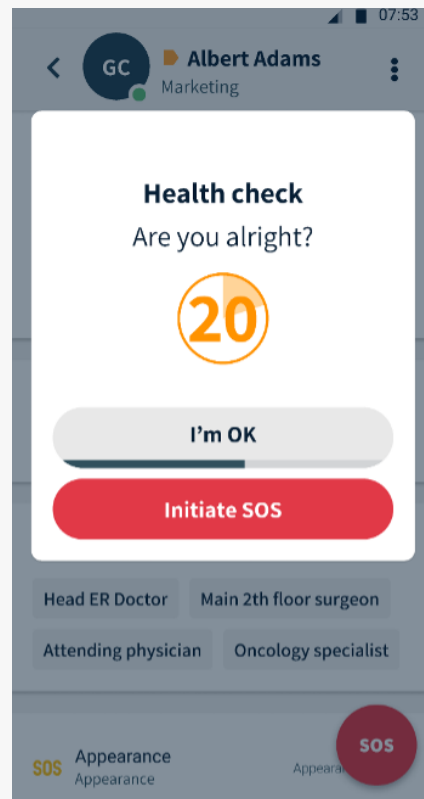 07:53
GC
Albert Adams
Marketing
Health check
Are you alright?
20
I'm OK
Initiate SOS
Head ER Doctor Main 2th floor surgeon
Attending physician Oncology specialist
SOS Appearance
Appearance
SOS